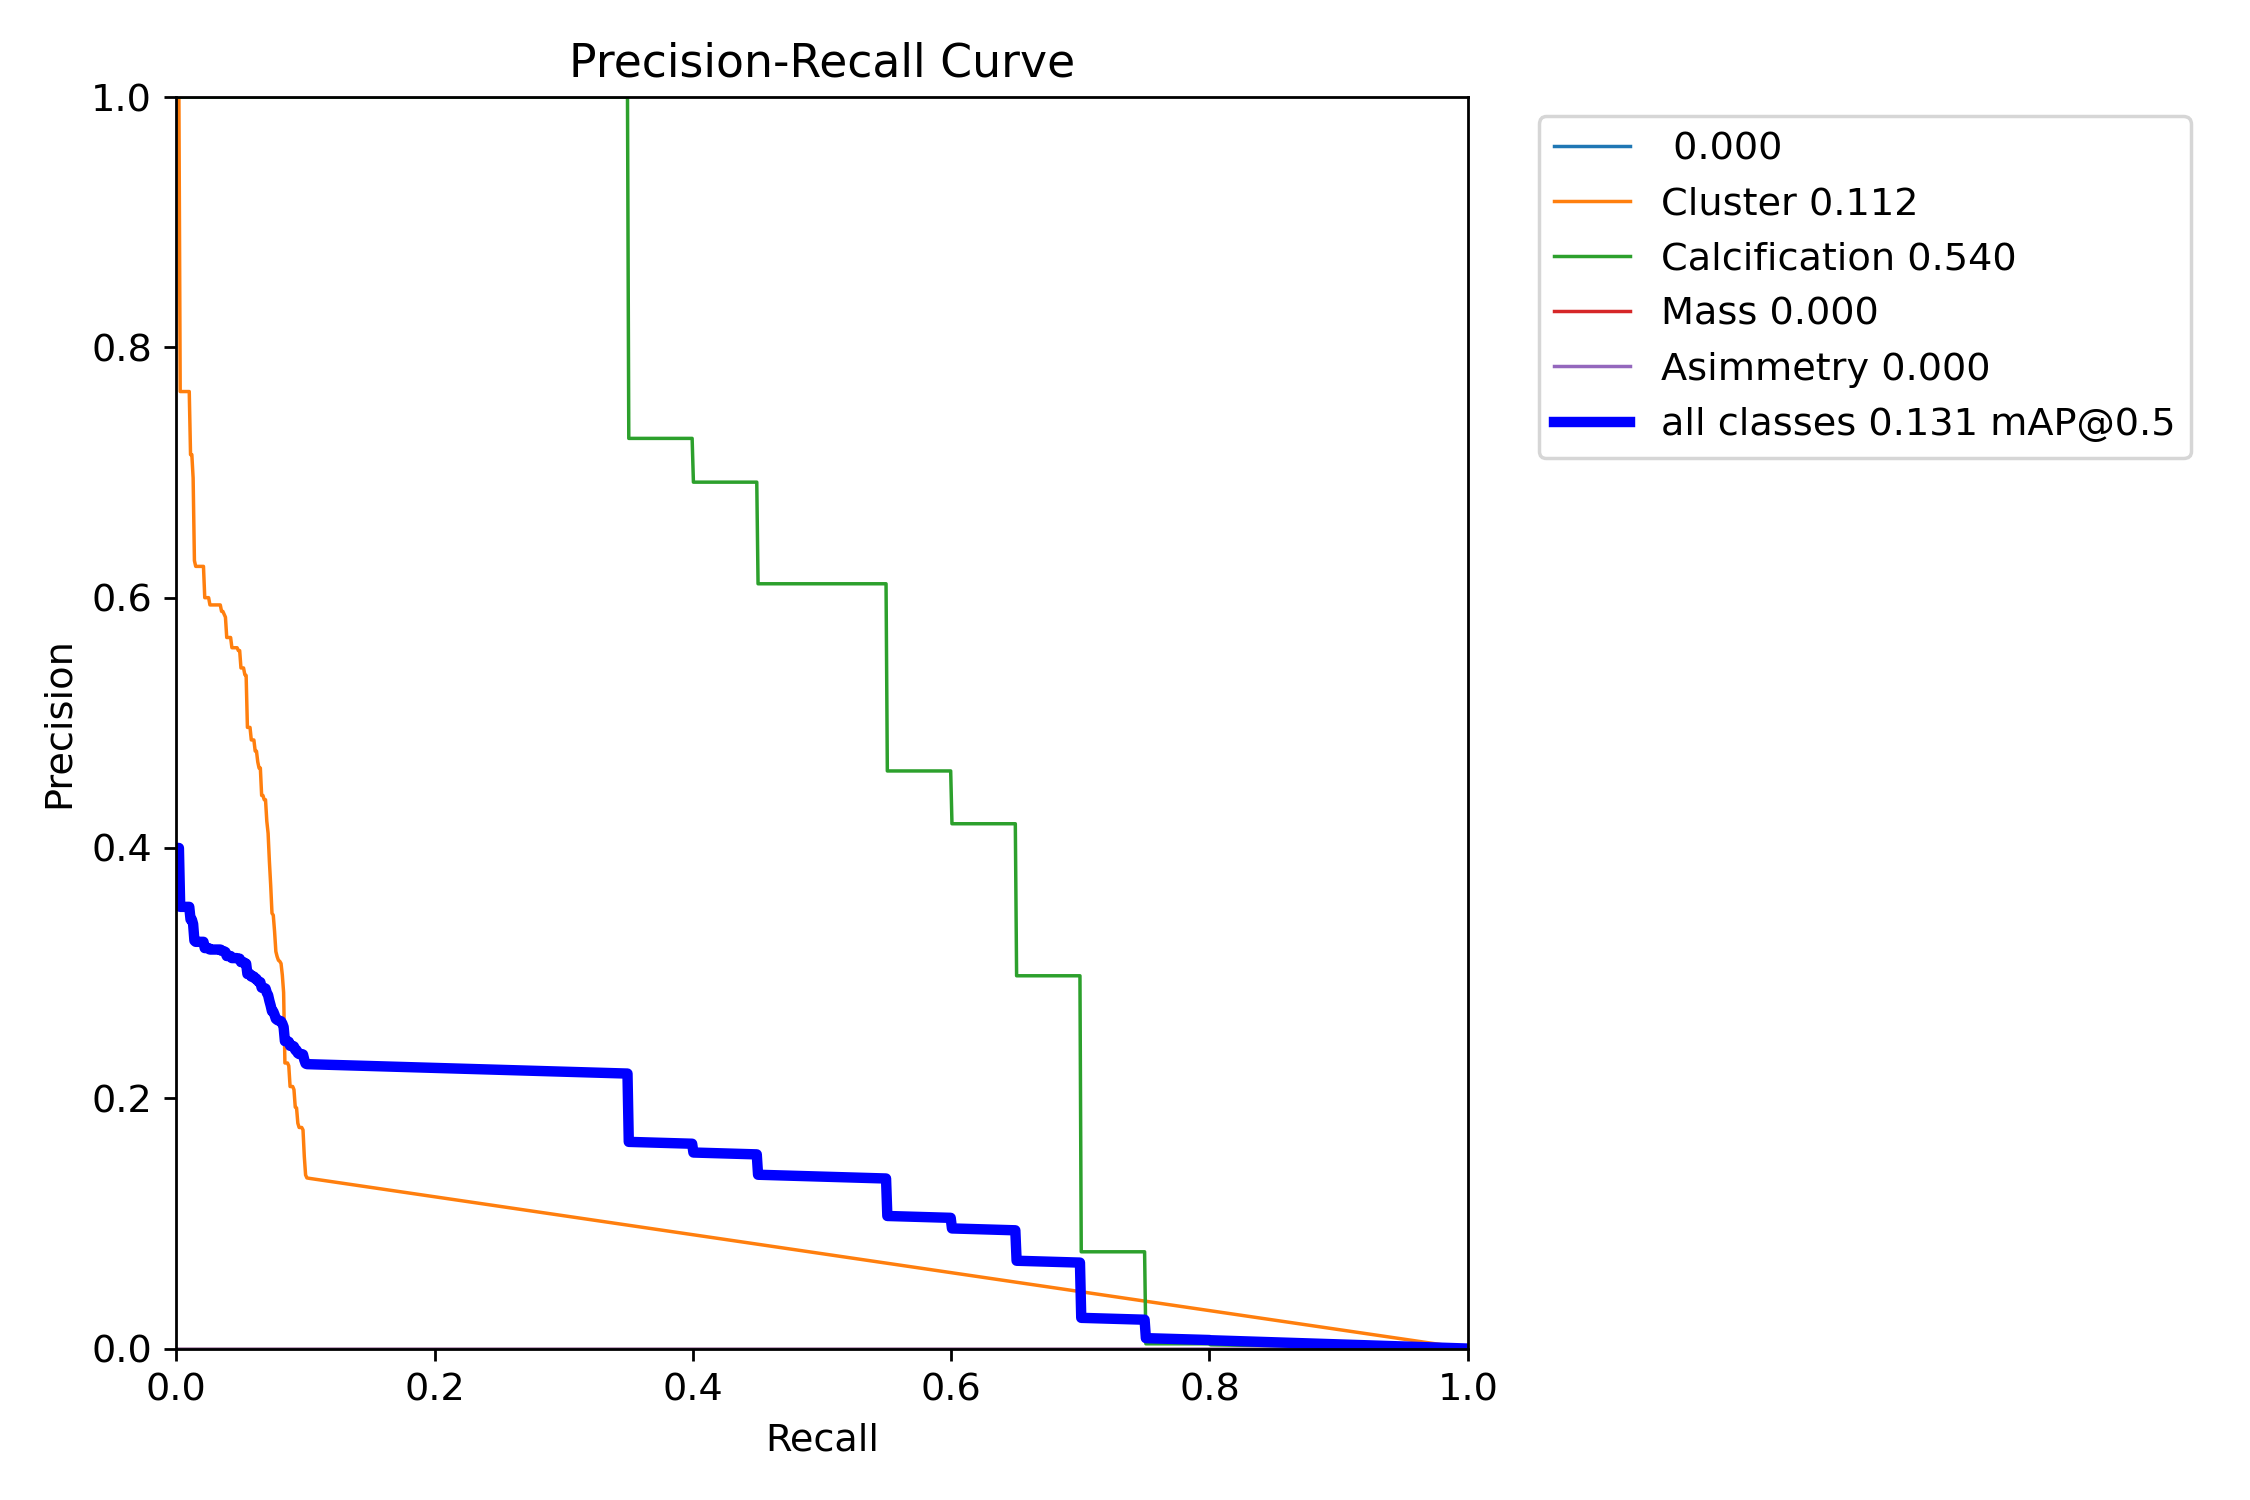 Precision-Recall Curve
1.0
0.8
0.6
0.4
0.2
0.0
Precision
0.0 0.2 0.4 0.6 0.8 1.0
Recall
0.000
Cluster 0.112
Calcification 0.540
Mass 0.000
Asimmetry 0.000
all classes 0.131 mAP@0.5